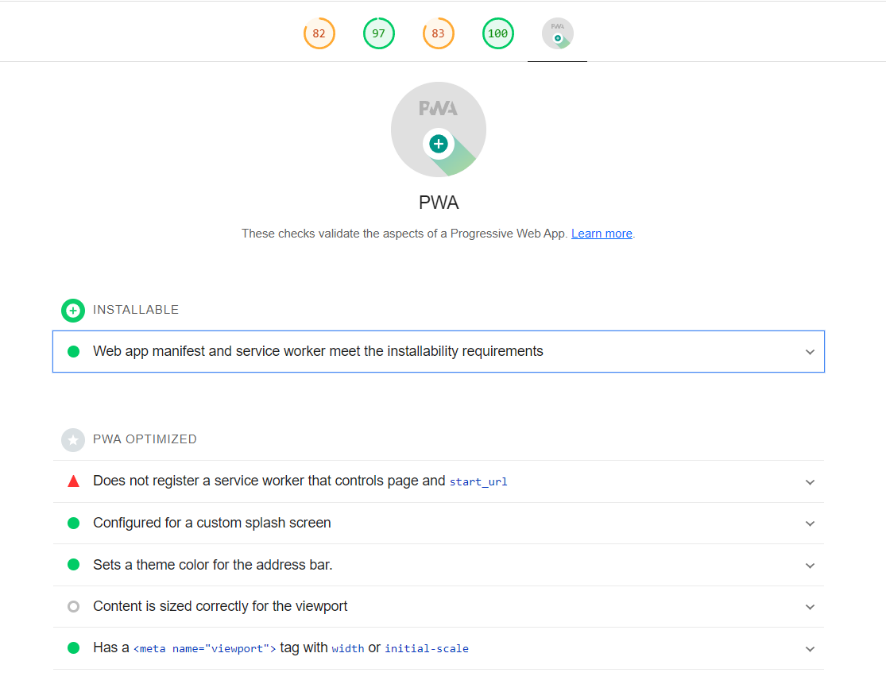 82 97 83 100 PWA
PWA
PWA
These checks validate the aspects of a Progressive Web App. Learn more.
INSTALLABLE
Web app manifest and service worker meet the installability requirements
PWA OPTIMIZED
Does not register a service worker that controls page and start_url
Configured for a custom splash screen
Sets a theme color for the address bar.
Content is sized correctly for the viewport
Has a <meta name="viewport"> tag with width or initial-scale